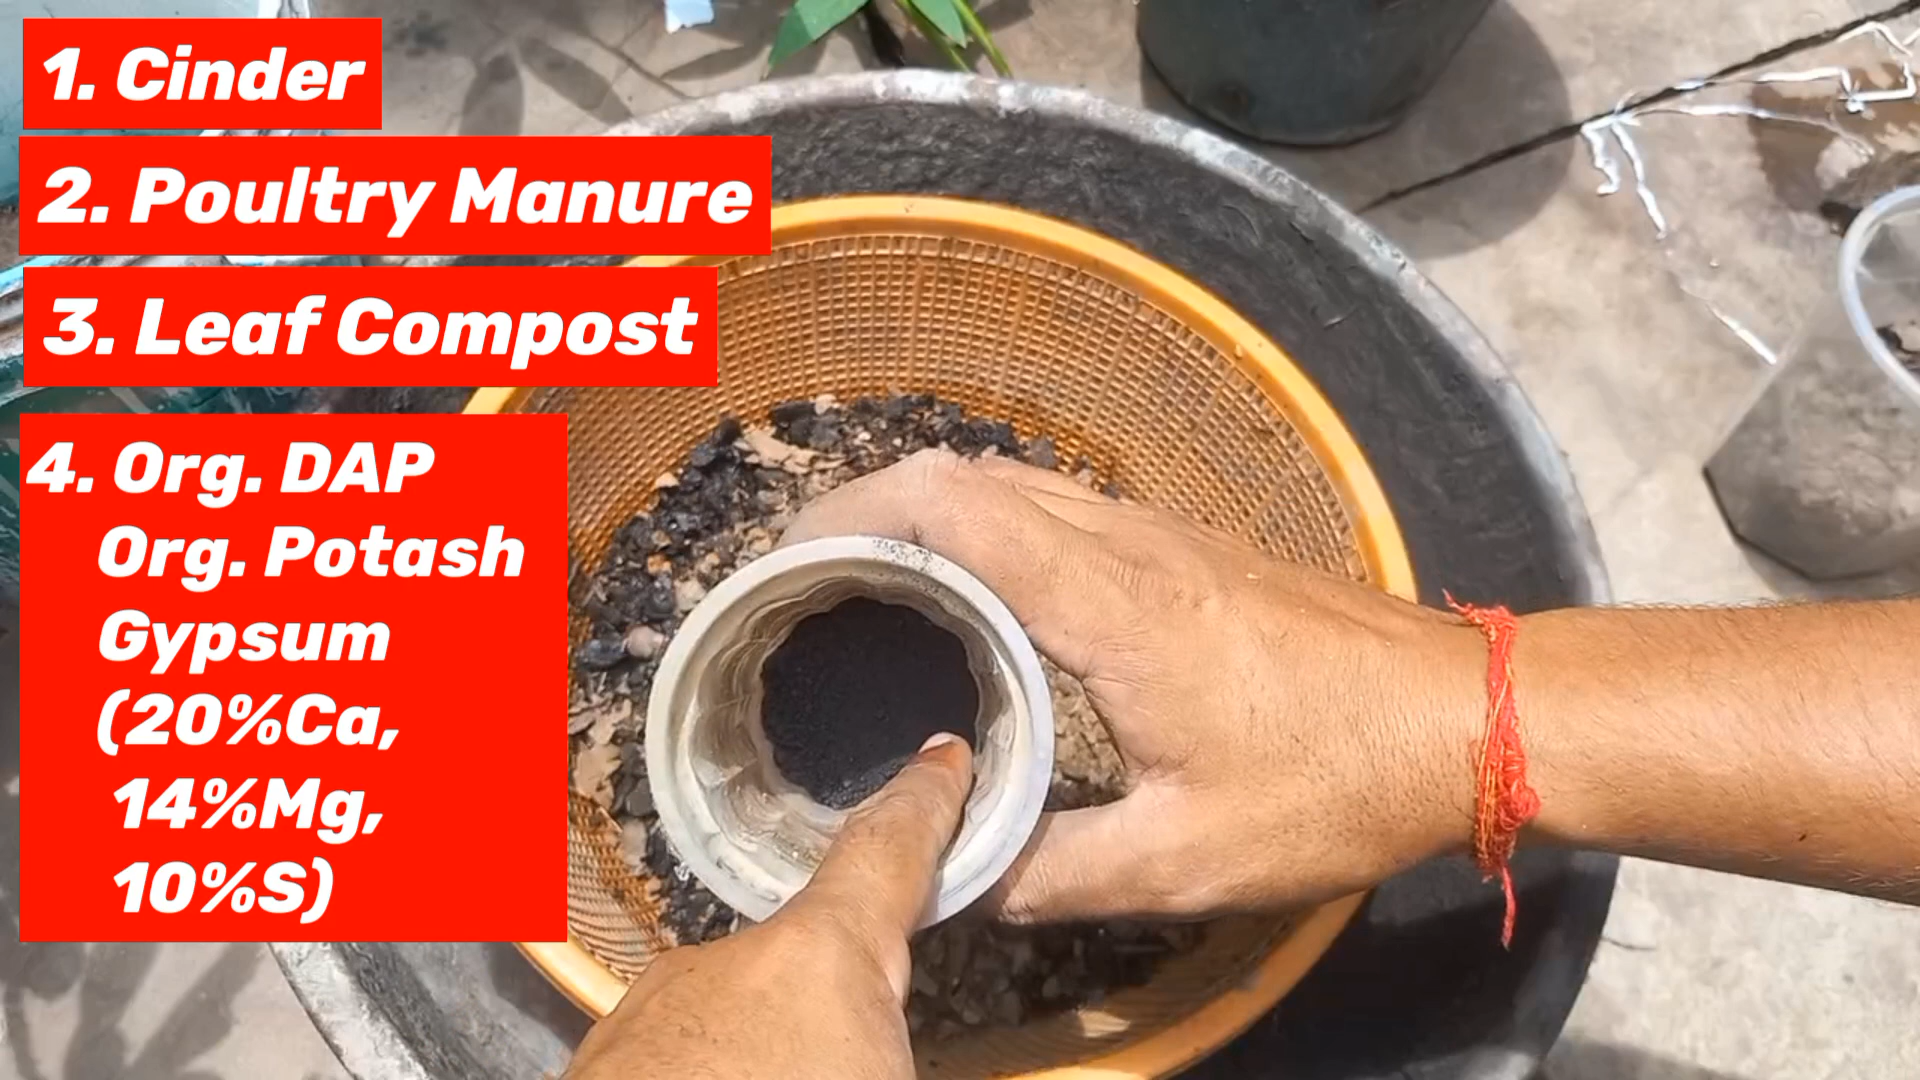 1. Cinder
2. Poultry Manure
3. Leaf Compost
4. Org. DAP
Org. Potash
Gypsum
(20%Ca,
14%Mg,
10%S)